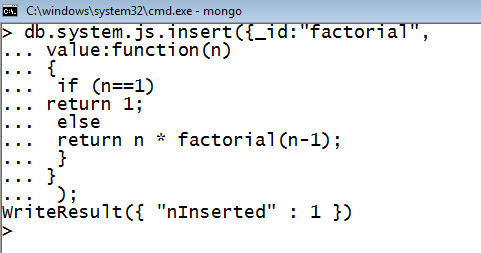 C:\windows\system32\cmd.exe - mongo
> db.system.js.insert({_id:"factorial",
... value:function(n)
... {
...  if (n==1)
... return 1;
...  else
...  return n * factorial(n-1);
...  }
... }
...  );
WriteResult({ "nInserted" : 1 })
>